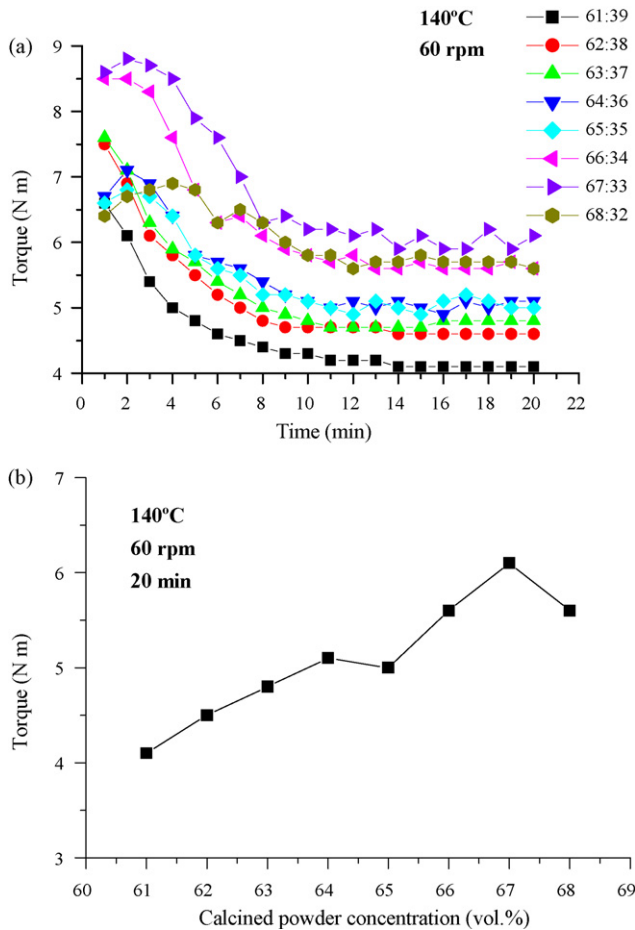 (a)
140ºC
60 rpm
61:39
62:38
63:37
64:36
65:35
66:34
67:33
68:32
9
8
7
6
5
4
Torque (N m)
0 2 4 6 8 10 12 14 16 18 20 22
Time (min)
(b)
140ºC
60 rpm
20 min
7
6
5
4
3
Torque (N m)
60 61 62 63 64 65 66 67 68 69
Calcined powder concentration (vol.%)